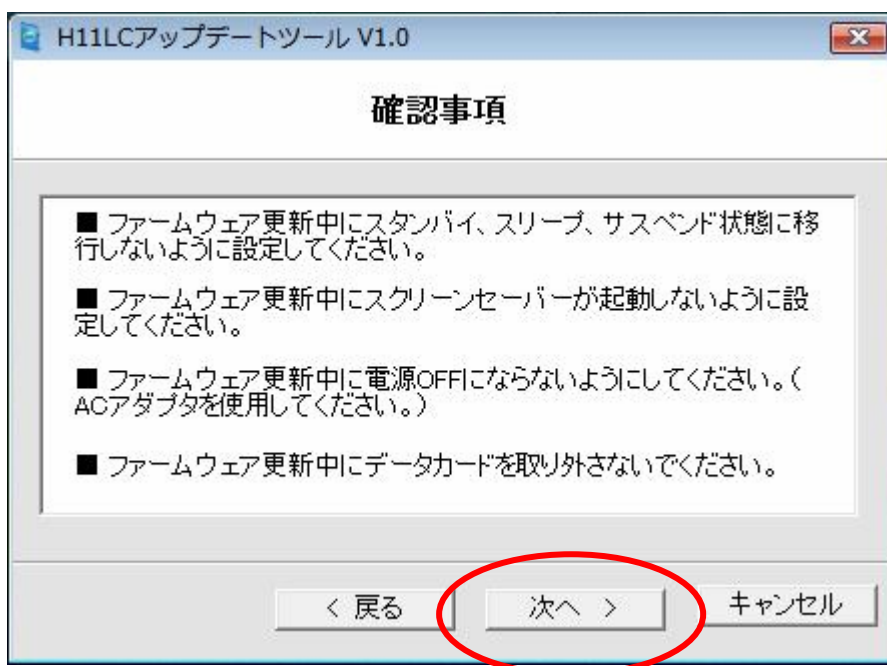 H11LCアップデートツール V1.0
確認事項
■ ファームウェア更新中にスタンバイ、スリープ、サスペンド状態に移
行しないように設定してください。
■ ファームウェア更新中にスクリーンセーバーが起動しないように設
定してください。
■ ファームウェア更新中に電源OFFにならないようにしてください。(
ACアダプタを使用してください。)
■ ファームウェア更新中にデータカードを取り外さないでください。
< 戻る 次へ > キャンセル